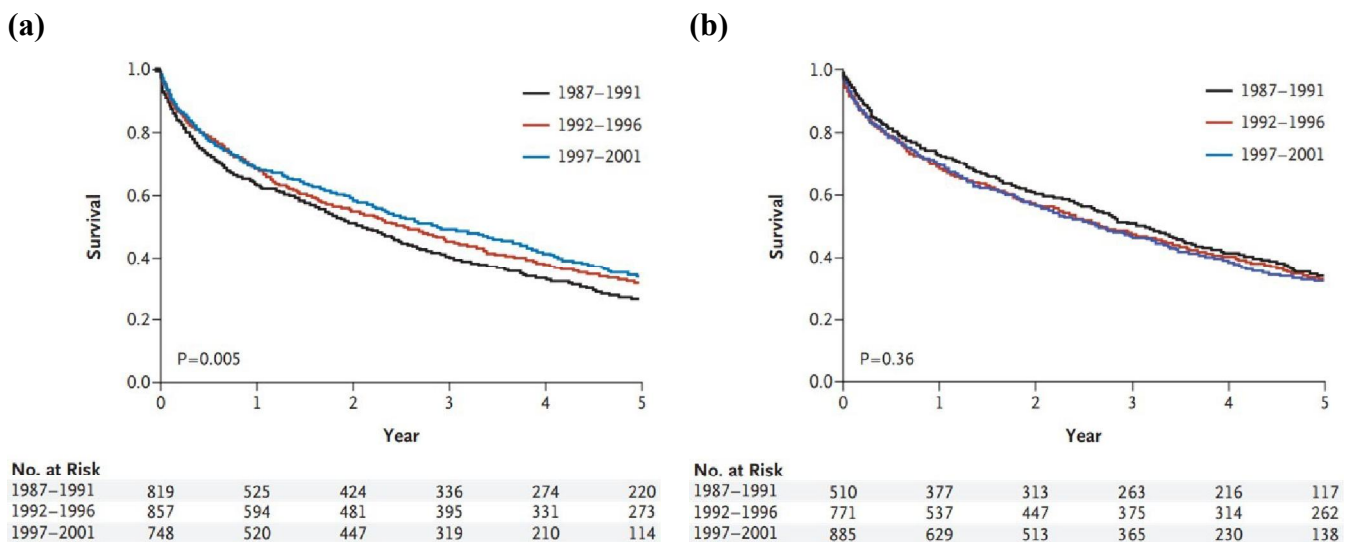 (a)
1.0
0.8
0.6
0.4
0.2
0.0
Survival
1987–1991
1992–1996
1997–2001
P=0.005
0 1 2 3 4 5
Year
No. at Risk
1987–1991 819 525 424 336 274 220
1992–1996 857 594 481 395 331 273
1997–2001 748 520 447 319 210 114
(b)
1.0
0.8
0.6
0.4
0.2
0.0
Survival
1987–1991
1992–1996
1997–2001
P=0.36
0 1 2 3 4 5
Year
No. at Risk
1987–1991 510 377 313 263 216 117
1992–1996 771 537 447 375 314 262
1997–2001 885 629 513 365 230 138